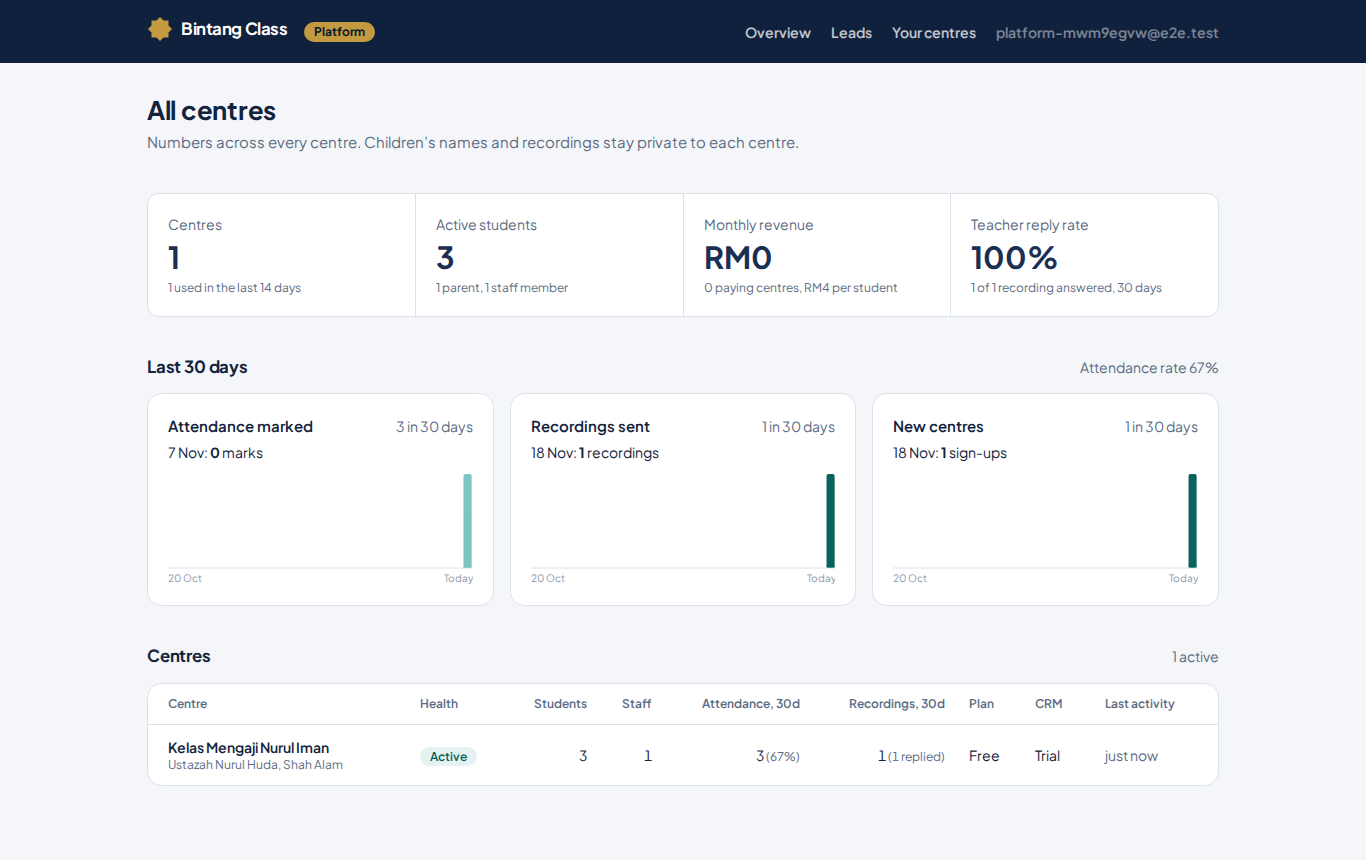 Bintang Class Platform Overview Leads Your centres platform-mwm9egvw@e2e.test
All centres
Numbers across every centre. Children's names and recordings stay private to each centre.
Centres Active students Monthly revenue Teacher reply rate
1 3 RM0 100%
1 used in the last 14 days 1 parent, 1 staff member 0 paying centres, RM4 per student 1 of 1 recording answered, 30 days
Last 30 days Attendance rate 67%
Attendance marked 3 in 30 days Recordings sent 1 in 30 days New centres 1 in 30 days
7 Nov: 0 marks 18 Nov: 1 recordings 18 Nov: 1 sign-ups
20 Oct Today 20 Oct Today 20 Oct Today
Centres 1 active
Centre Health Students Staff Attendance, 30d Recordings, 30d Plan CRM Last activity
Kelas Mengaji Nurul Iman Active 3 1 3 (67%) 1 (1 replied) Free Trial just now
Ustazah Nurul Huda, Shah Alam